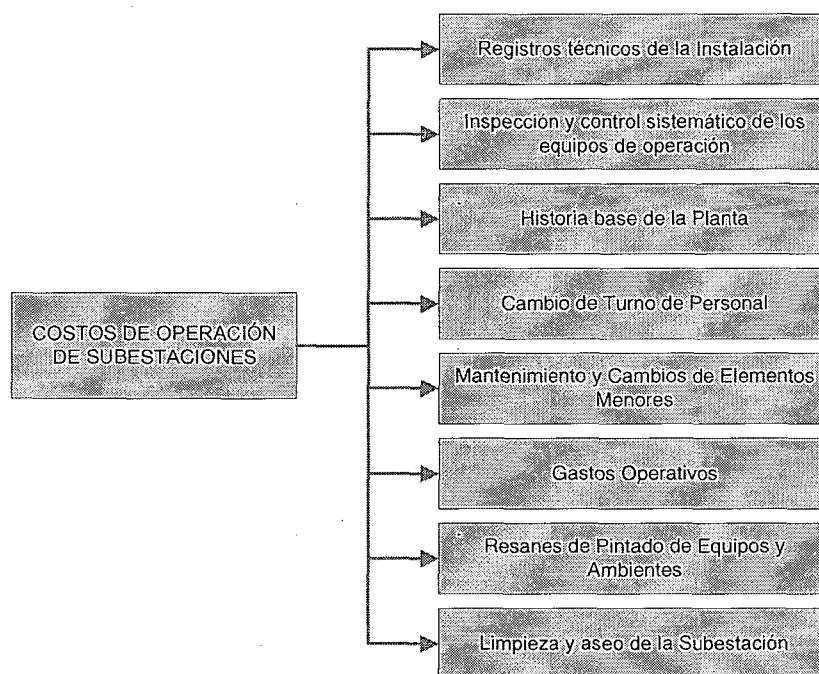 Registros técnicos de la Instalación
Inspección y control sistemático de los
equipos de operación
Historia base de la Planta
COSTOS DE OPERACIÓN
DE SUBESTACIONES
Cambio de Turno de Personal
Mantenimiento y Cambios de Elementos
Menores
Gastos Operativos
Resanes de Pintado de Equipos y
Ambientes
Limpieza y aseo de la Subestación